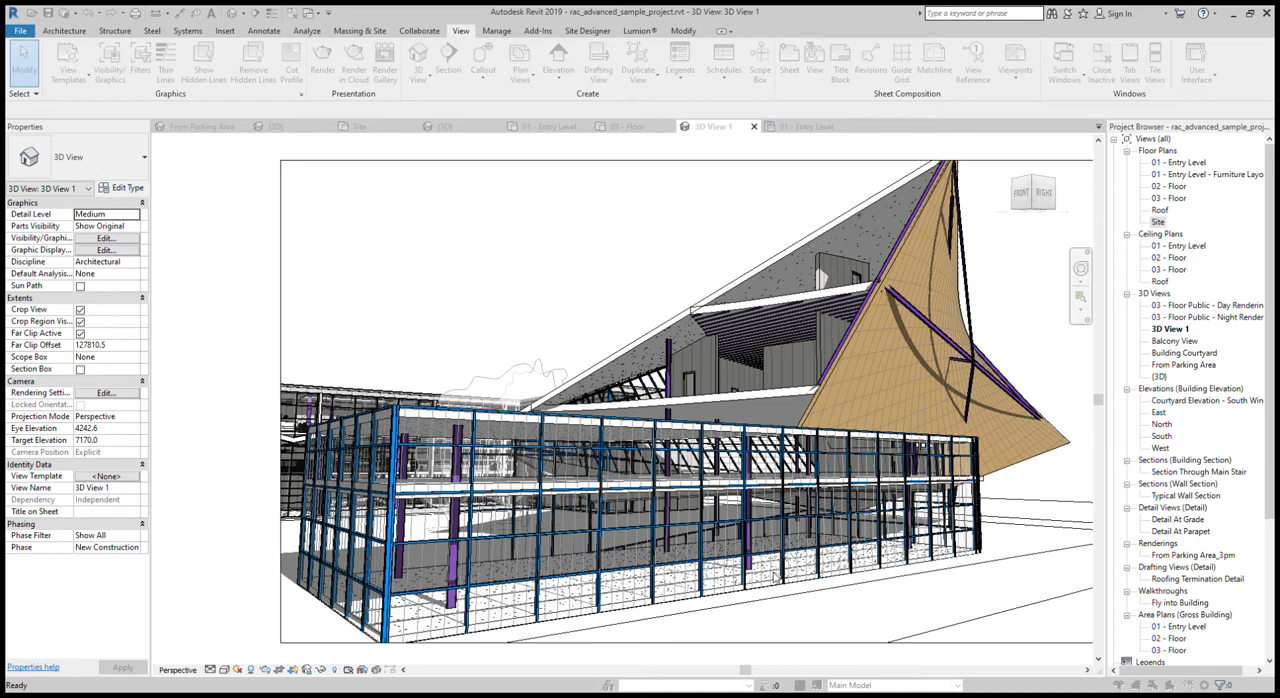 Autodesk Revit 2019 - rac_advanced_sample_project.rvt - 3D View: 3D View 1
Type a keyword or phrase
Sign In
File Architecture Structure Steel Systems Insert Annotate Analyze Massing & Site Collaborate View Manage Add-Ins Site Designer Lumion® Modify
Modify
View Templates
Visibility/ Graphics
Filters
Thin Lines
Show Hidden Lines
Remove Hidden Lines
Cut Profile
Render
Render in Cloud
Render Gallery
3D View
Section
Callout
Plan Views
Elevation
Drafting View
Duplicate View
Legends
Schedules
Scope Box
Sheet
View
Title Block
Revisions
Guide Grid
Matchline
View Reference
Viewports
Switch Windows
Close Inactive
Tab Views
Tile Views
User Interface
Select Graphics Presentation Create Sheet Composition Windows
Properties
From Parking Area {3D} Site {3D} 01 - Entry Level 03 - Floor 3D View 1 01 - Entry Level
3D View
3D View: 3D View 1 Edit Type
Graphics
Detail Level Medium
Parts Visibility Show Original
Visibility/Graphi... Edit...
Graphic Display... Edit...
Discipline Architectural
Default Analysis... None
Sun Path
Extents
Crop View
Crop Region Vis...
Far Clip Active
Far Clip Offset 127810.5
Scope Box None
Section Box
Camera
Rendering Setti... Edit...
Locked Orientat...
Projection Mode Perspective
Eye Elevation 4242.6
Target Elevation 7170.0
Camera Position Explicit
Identity Data
View Template <None>
View Name 3D View 1
Dependency Independent
Title on Sheet
Phasing
Phase Filter Show All
Phase New Construction
Properties help Apply
FRONT RIGHT
Project Browser - rac_advanced_sample_proj...
Views (all)
Floor Plans
01 - Entry Level
01 - Entry Level - Furniture Layo
02 - Floor
03 - Floor
Roof
Site
Ceiling Plans
01 - Entry Level
02 - Floor
03 - Floor
Roof
3D Views
03 - Floor Public - Day Renderin
03 - Floor Public - Night Render
3D View 1
Balcony View
Building Courtyard
From Parking Area
{3D}
Elevations (Building Elevation)
Courtyard Elevation - South Win
East
North
South
West
Sections (Building Section)
Section Through Main Stair
Sections (Wall Section)
Typical Wall Section
Detail Views (Detail)
Detail At Grade
Detail At Parapet
Renderings
From Parking Area_3pm
Drafting Views (Detail)
Roofing Termination Detail
Walkthroughs
Fly into Building
Area Plans (Gross Building)
01 - Entry Level
02 - Floor
03 - Floor
Legends
Perspective
Ready :0 Main Model :0